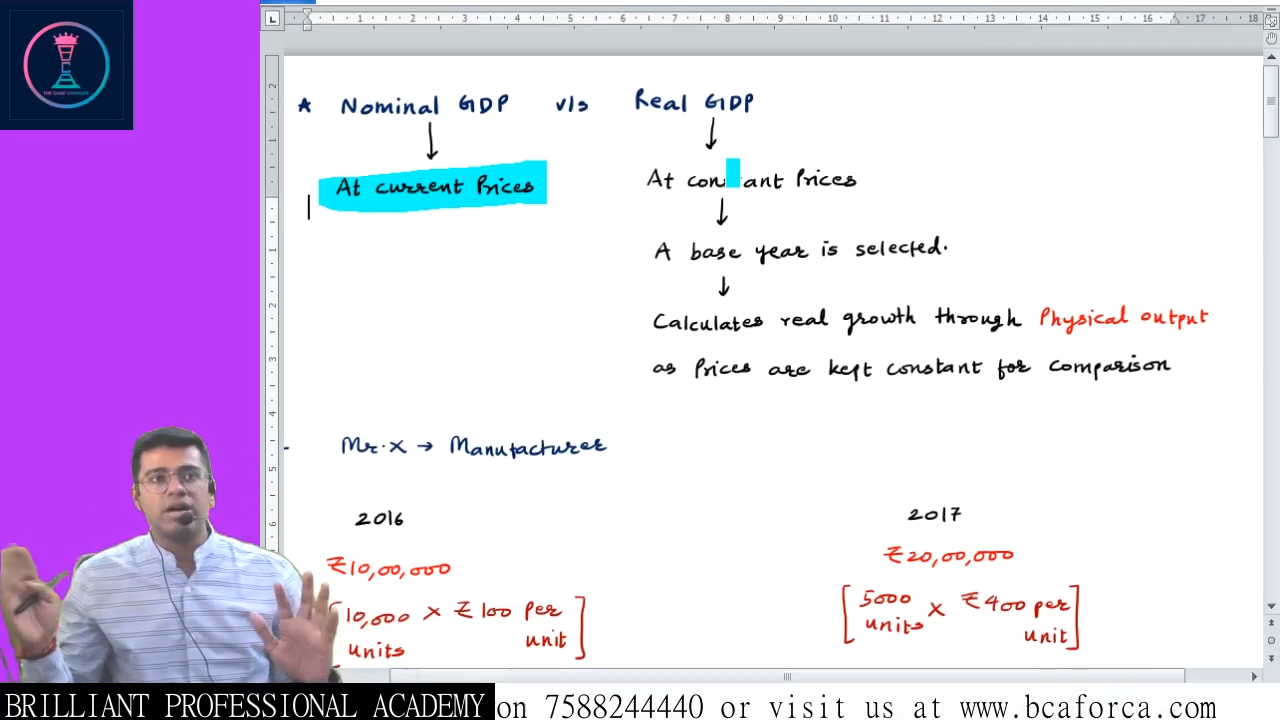 THE GAME CHANGER
★ Nominal GDP v/s Real GDP
At current Prices
At constant Prices
A base year is selected.
Calculates real growth through Physical output
as Prices are kept constant for comparison
Mr.X → Manufacturer
2016
2017
₹10,00,000
₹20,00,000
[10,000 units × ₹100 per unit]
[5000 units × ₹400 per unit]
BRILLIANT PROFESSIONAL ACADEMY on 7588244440 or visit us at www.bcaforca.com